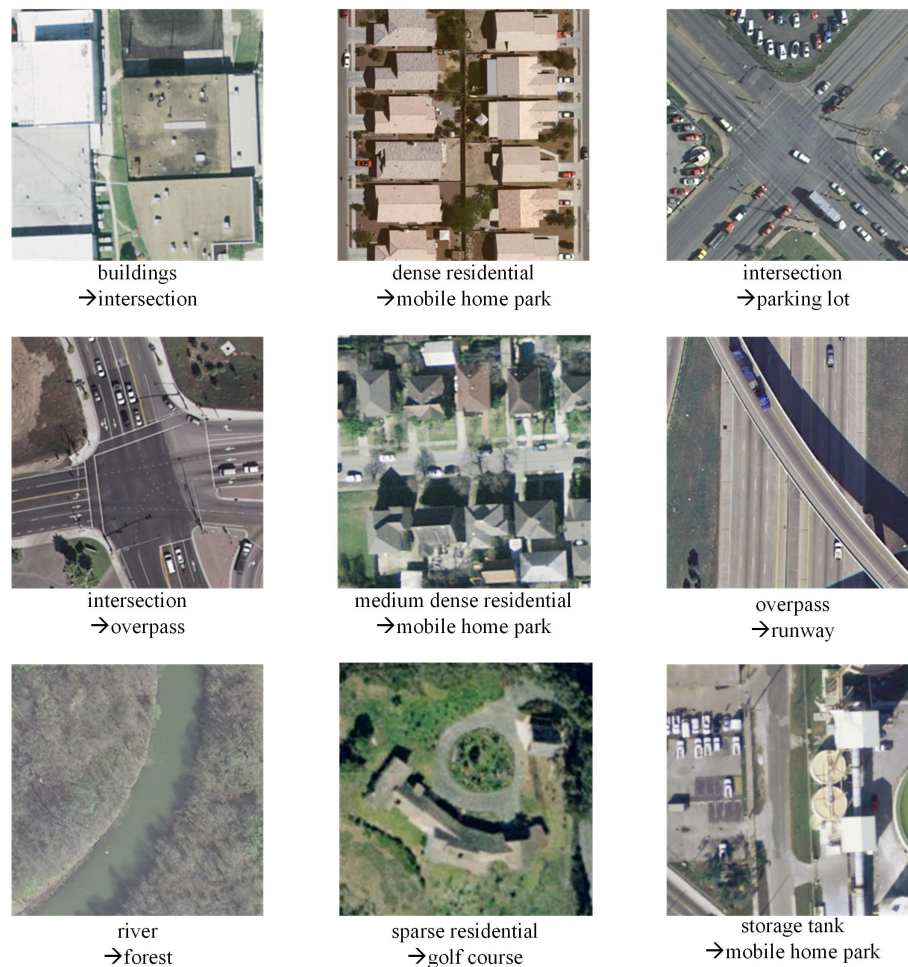 buildings
→intersection
dense residential
→mobile home park
intersection
→parking lot
intersection
→overpass
medium dense residential
→mobile home park
overpass
→runway
river
→forest
sparse residential
→golf course
storage tank
→mobile home park